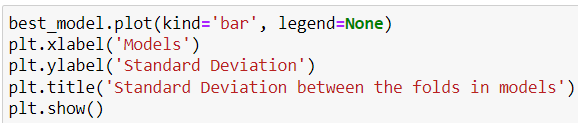 best_model.plot(kind='bar', legend=None)
plt.xlabel('Models')
plt.ylabel('Standard Deviation')
plt.title('Standard Deviation between the folds in models')
plt.show()